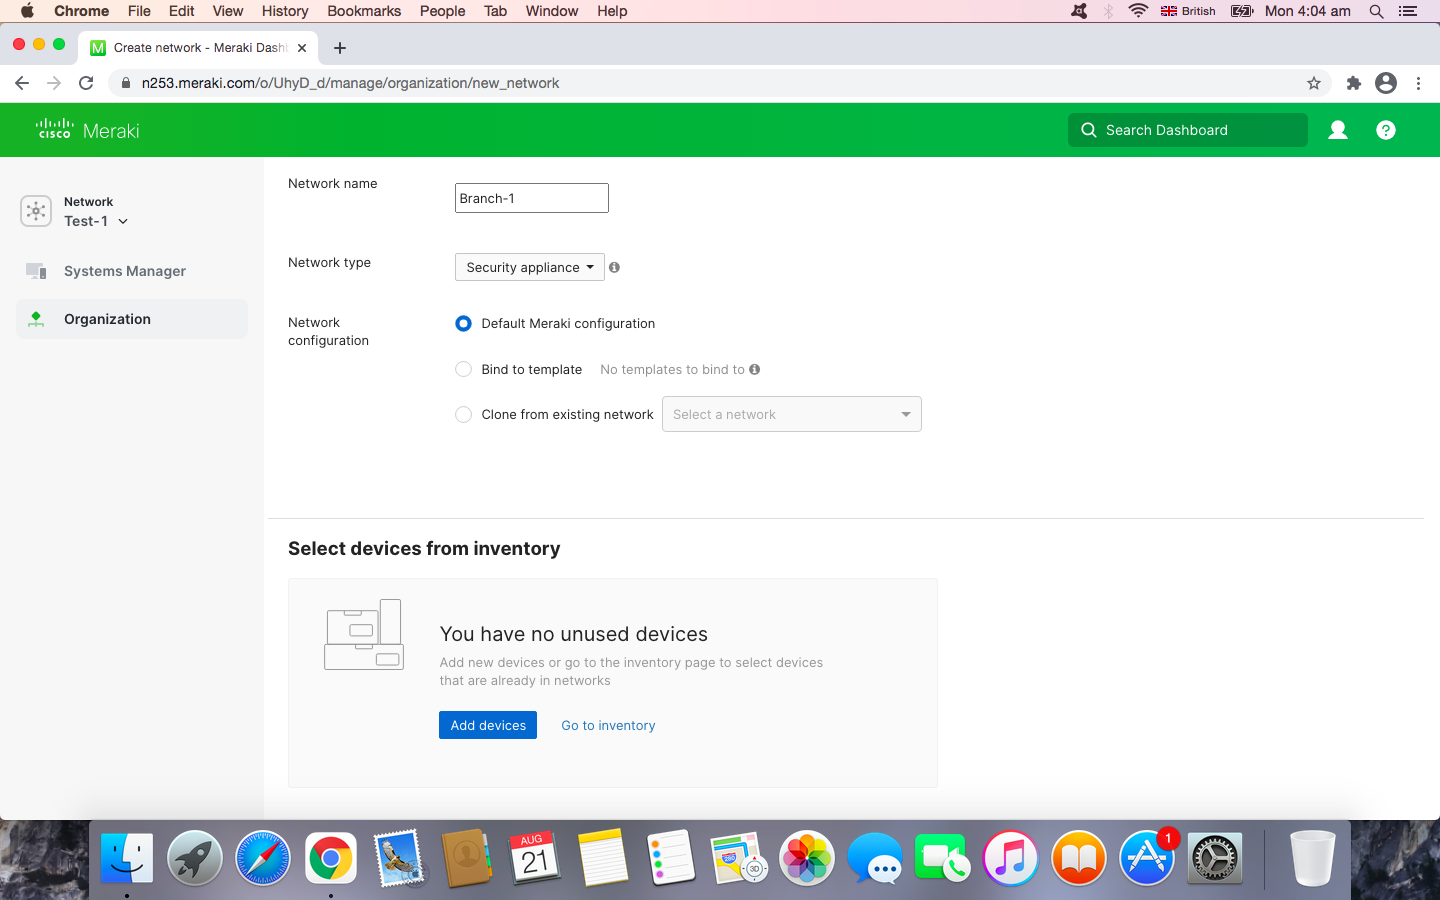 Chrome File Edit View History Bookmarks People Tab Window Help British Mon 4:04 am
M Create network - Meraki Dash
n253.meraki.com/o/UhyD_d/manage/organization/new_network
cisco Meraki Search Dashboard
Network
Test-1
Systems Manager
Organization
Network name
Branch-1
Network type
Security appliance
Network configuration
Default Meraki configuration
Bind to template No templates to bind to
Clone from existing network Select a network
Select devices from inventory
You have no unused devices
Add new devices or go to the inventory page to select devices
that are already in networks
Add devices Go to inventory
AUG
21
280
3D
1